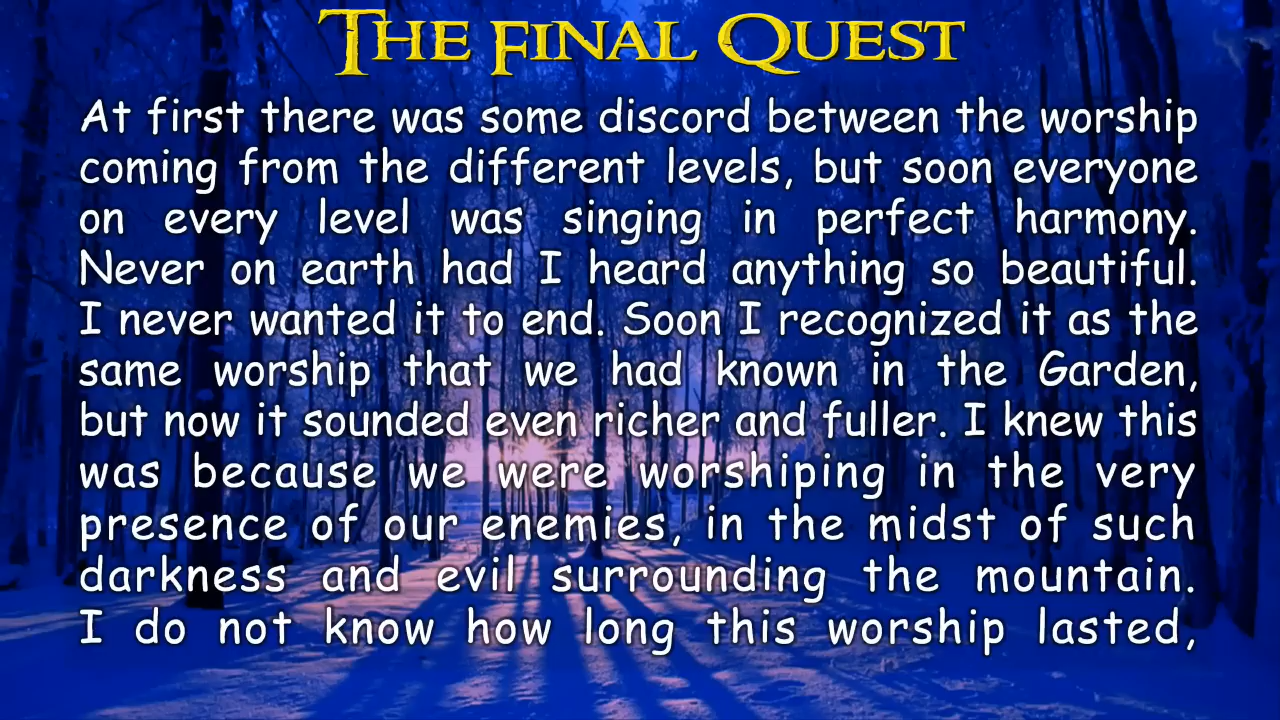 The Final Quest
At first there was some discord between the worship
coming from the different levels, but soon everyone
on every level was singing in perfect harmony.
Never on earth had I heard anything so beautiful.
I never wanted it to end. Soon I recognized it as the
same worship that we had known in the Garden,
but now it sounded even richer and fuller. I knew this
was because we were worshiping in the very
presence of our enemies, in the midst of such
darkness and evil surrounding the mountain.
I do not know how long this worship lasted,